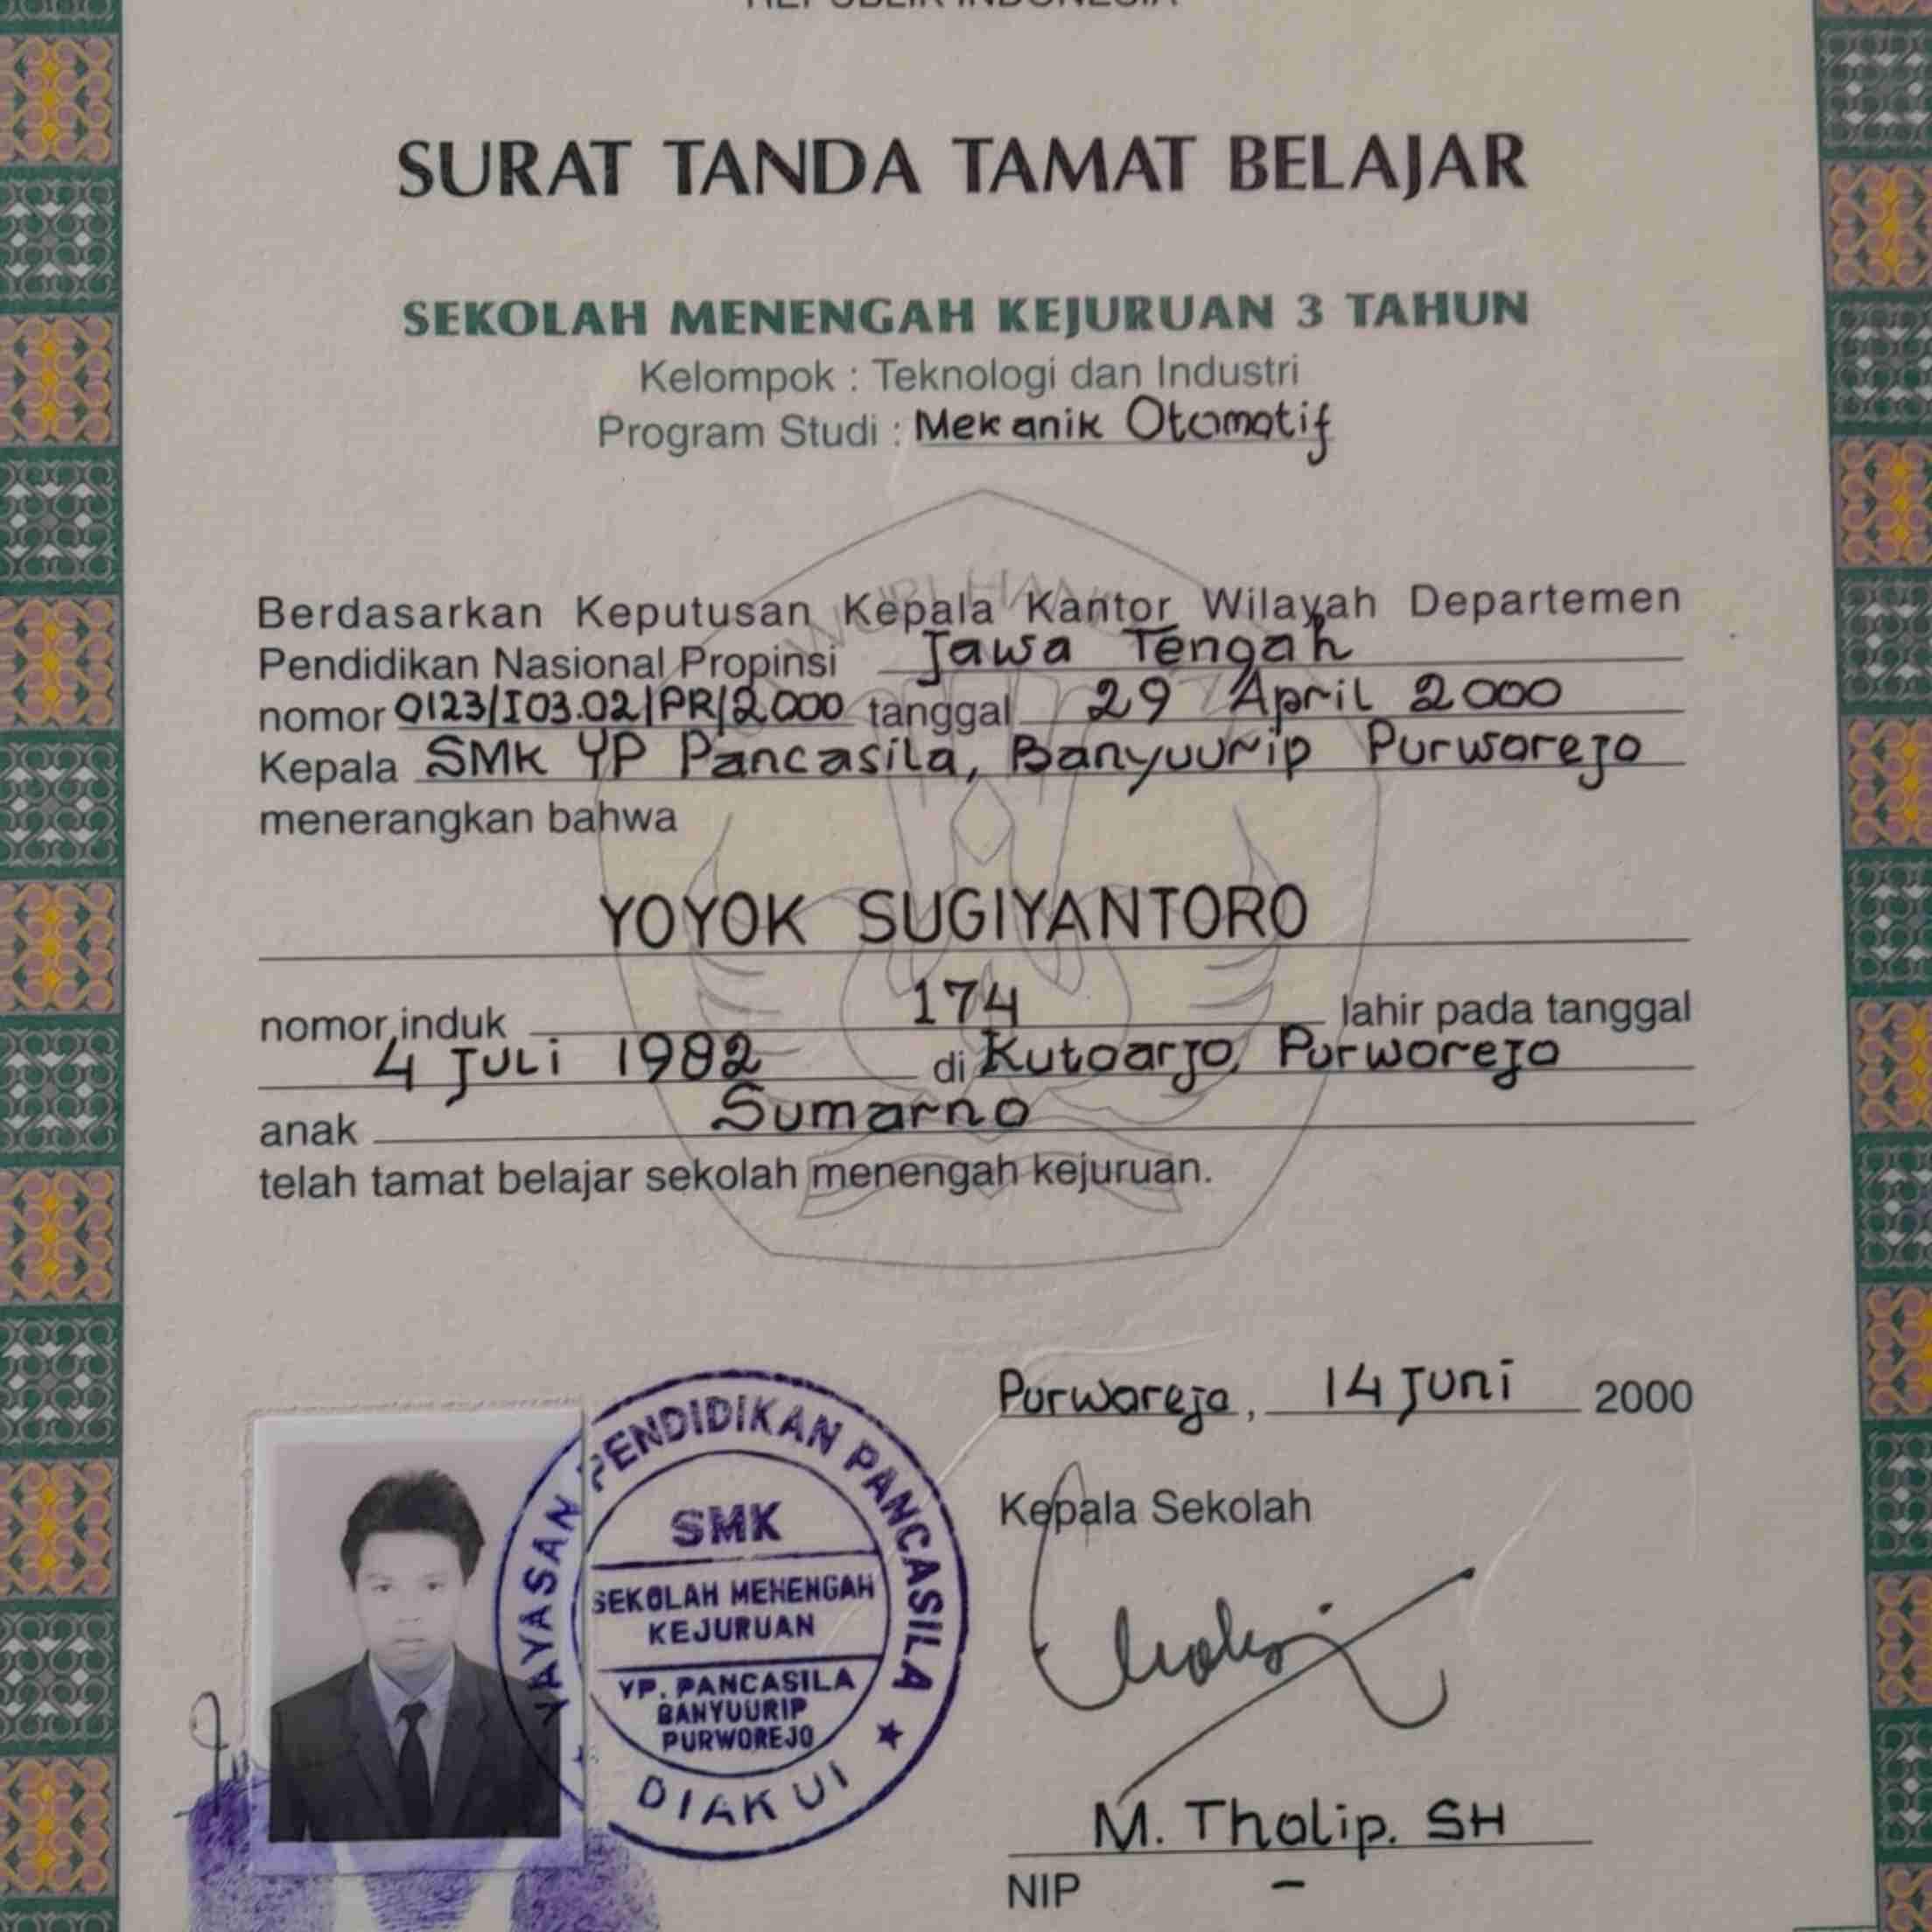 REPUBLIK INDONESIA
SURAT TANDA TAMAT BELAJAR
SEKOLAH MENENGAH KEJURUAN 3 TAHUN
Kelompok : Teknologi dan Industri
Program Studi : Mekanik Otomotif
Berdasarkan Keputusan Kepala Kantor Wilayah Departemen
Pendidikan Nasional Propinsi Jawa Tengah
nomor 0123/I03.02/PR/2000 tanggal 29 April 2000
Kepala SMK YP Pancasila, Banyuurip Purworejo
menerangkan bahwa
YOYOK SUGIYANTORO
nomor induk 174 lahir pada tanggal
4 Juli 1982 di Kutoarjo, Purworejo
anak Sumarno
telah tamat belajar sekolah menengah kejuruan.
Purworejo, 14 Juni 2000
Kepala Sekolah
YAYASAN PENDIDIKAN PANCASILA
SMK
SEKOLAH MENENGAH
KEJURUAN
YP. PANCASILA
BANYUURIP
PURWOREJO
DIAKUI
M. Tholip. SH
NIP -